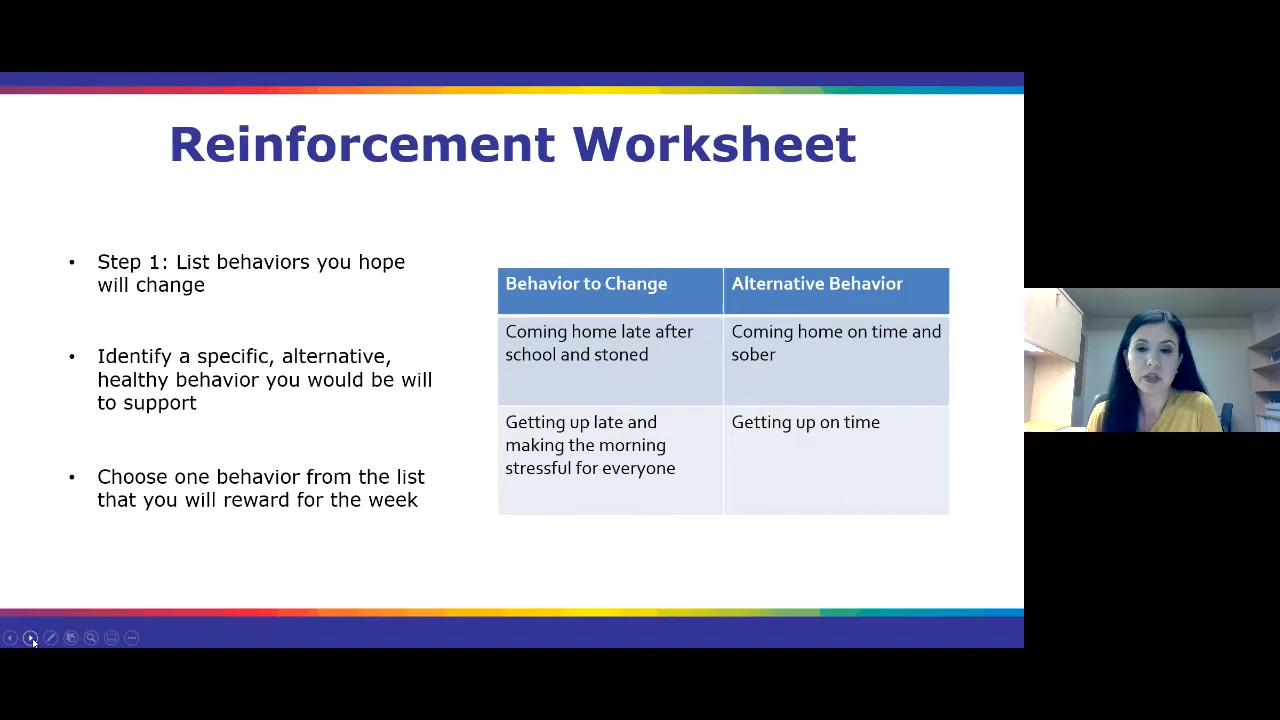 Reinforcement Worksheet
• Step 1: List behaviors you hope
will change
• Identify a specific, alternative,
healthy behavior you would be will
to support
• Choose one behavior from the list
that you will reward for the week
Behavior to Change
Alternative Behavior
Coming home late after
school and stoned
Coming home on time and
sober
Getting up late and
making the morning
stressful for everyone
Getting up on time